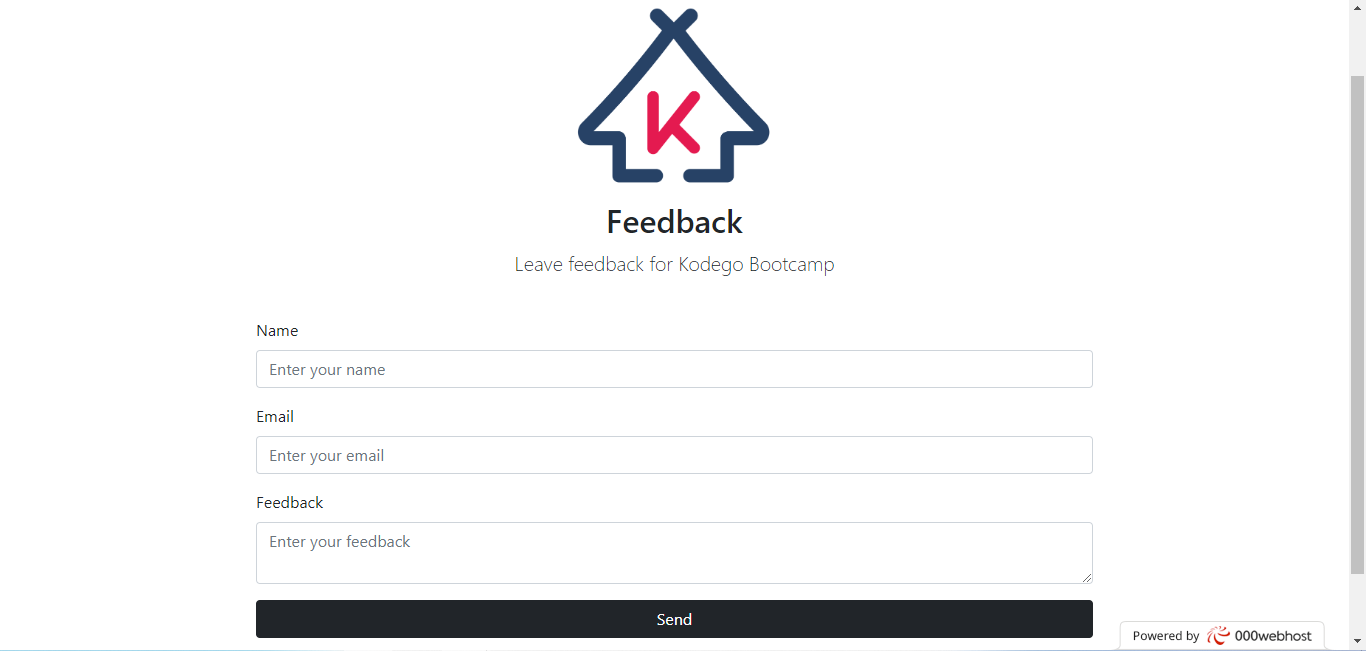 K
Feedback
Leave feedback for Kodego Bootcamp
Name
Enter your name
Email
Enter your email
Feedback
Enter your feedback
Send
Powered by 000webhost